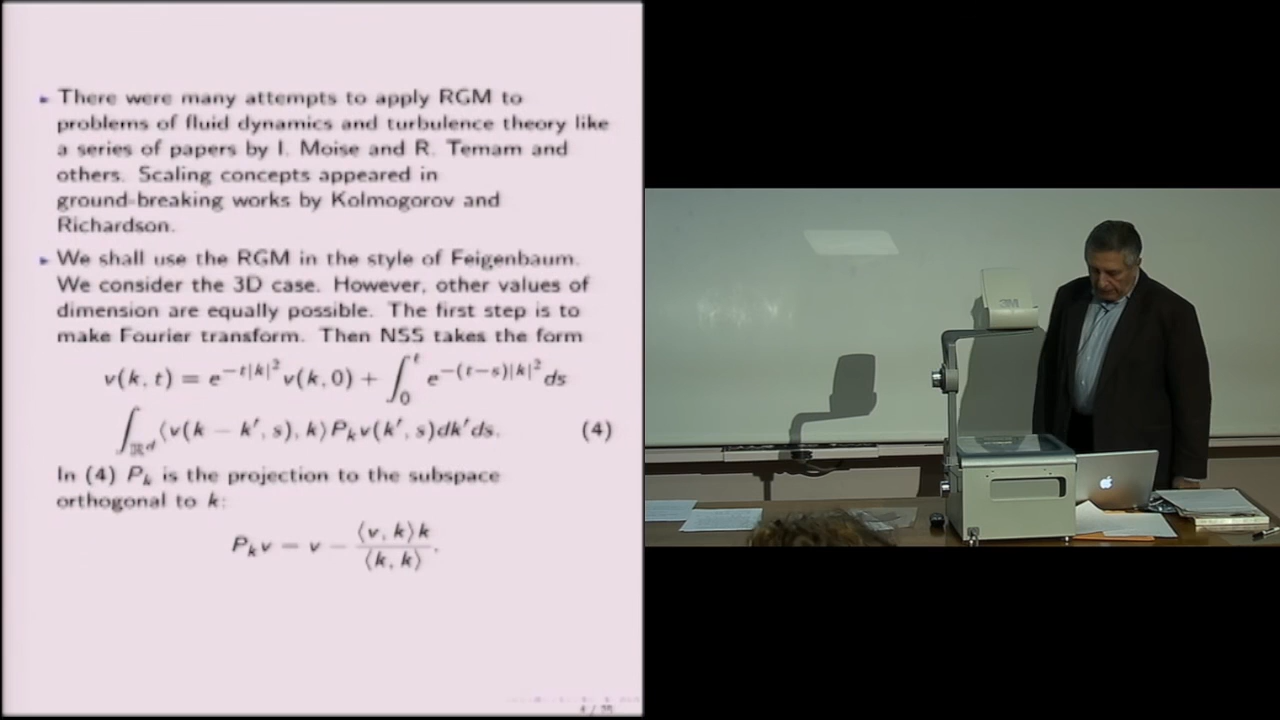 There were many attempts to apply RGM to
problems of fluid dynamics and turbulence theory like
a series of papers by I. Moise and R. Temam and
others. Scaling concepts appeared in
ground-breaking works by Kolmogorov and
Richardson.
We shall use the RGM in the style of Feigenbaum.
We consider the 3D case. However, other values of
dimension are equally possible. The first step is to
make Fourier transform. Then NSS takes the form
v(k, t) = e^{-t|k|^2} v(k, 0) + ∫_0^t e^{-(t-s)|k|^2} ds
∫_{ℝ^d} ⟨v(k − k′, s), k⟩P_k v(k′, s)dk′ds. (4)
In (4) P_k is the projection to the subspace
orthogonal to k:
P_k v = v − ⟨v, k⟩k / ⟨k, k⟩.
3M